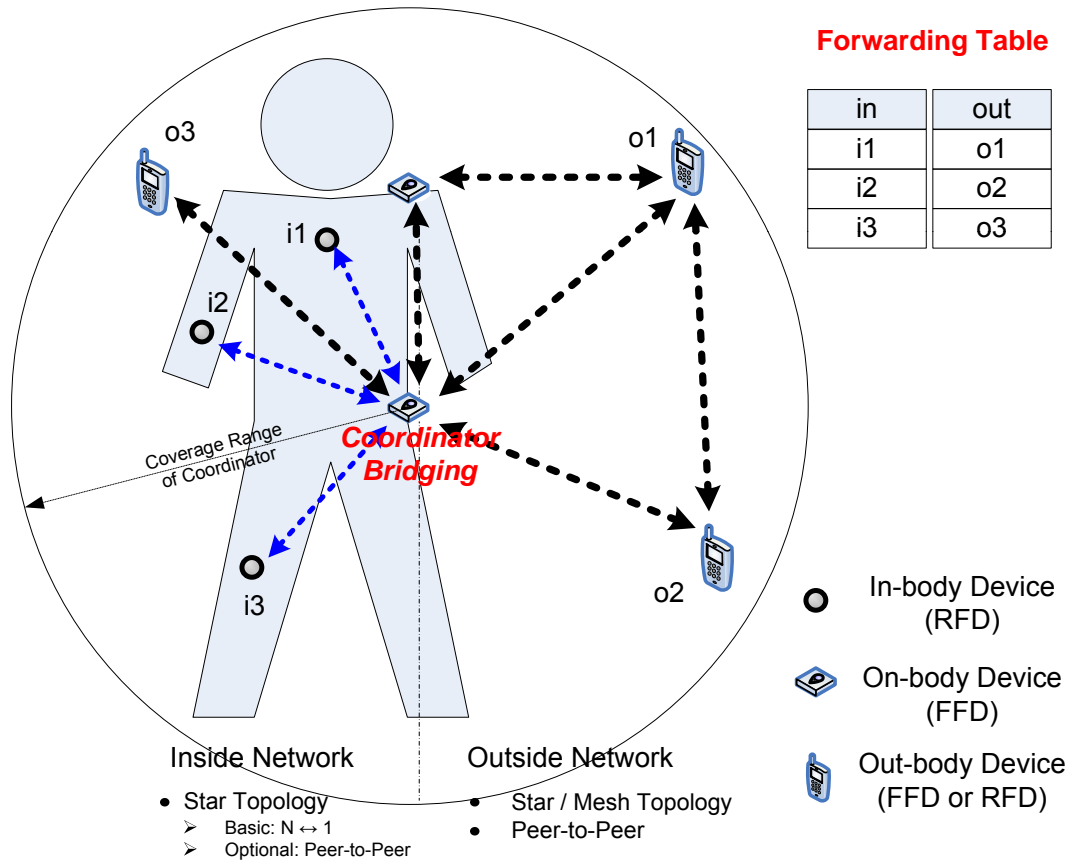 Forwarding Table
in out
i1 o1
i2 o2
i3 o3
o3
o1
i1
i2
Coordinator
Bridging
Coverage Range
of Coordinator
i3
o2
In-body Device
(RFD)
On-body Device
(FFD)
Out-body Device
(FFD or RFD)
Inside Network
• Star Topology
➢ Basic: N ↔ 1
➢ Optional: Peer-to-Peer
Outside Network
• Star / Mesh Topology
• Peer-to-Peer